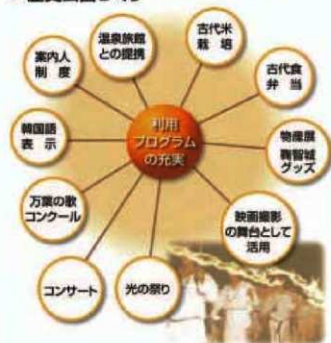 温泉旅館
との提携
古代米
栽培
案内人
制度
古代食
弁当
韓国語
表示
利用
プログラム
の充実
物産展
鞠智城
グッズ
万葉の歌
コンクール
映画撮影
の舞台として
活用
コンサート
光の祭り